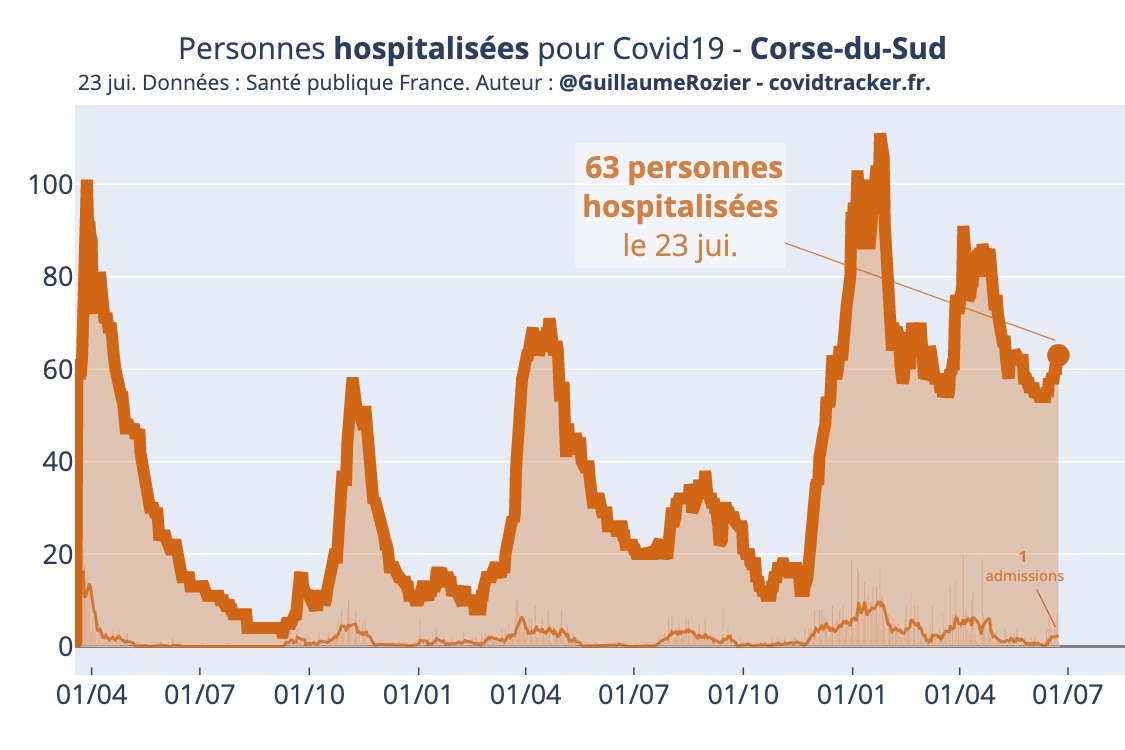 Personnes hospitalisées pour Covid19 - Corse-du-Sud
23 jui. Données : Santé publique France. Auteur : @GuillaumeRozier - covidtracker.fr.
63 personnes
hospitalisées
le 23 jui.
100
80
60
40
20
0
1
admissions
01/04 01/07 01/10 01/01 01/04 01/07 01/10 01/01 01/04 01/07